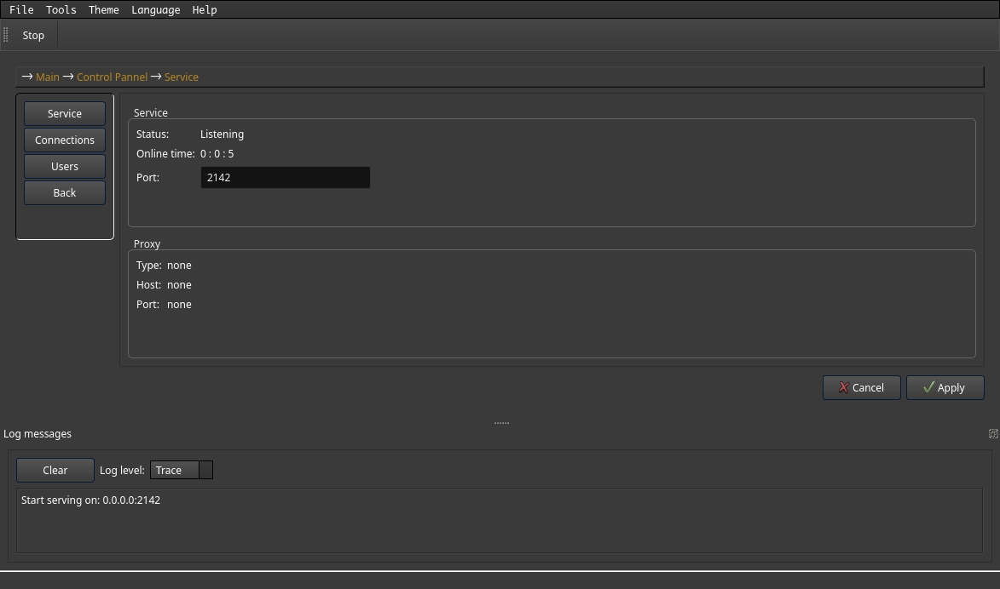 File Tools Theme Language Help
Stop
→ Main → Control Pannel → Service
Service
Connections
Users
Back
Service
Status: Listening
Online time: 0 : 0 : 5
Port: 2142
Proxy
Type: none
Host: none
Port: none
Cancel Apply
Log messages
Clear Log level: Trace
Start serving on: 0.0.0.0:2142